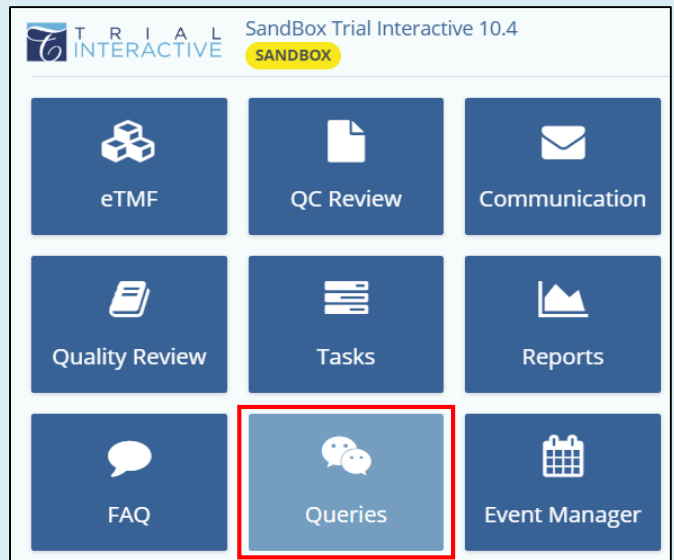 TRIAL
INTERACTIVE
SandBox Trial Interactive 10.4
SANDBOX
eTMF
QC Review
Communication
Quality Review
Tasks
Reports
FAQ
Queries
Event Manager